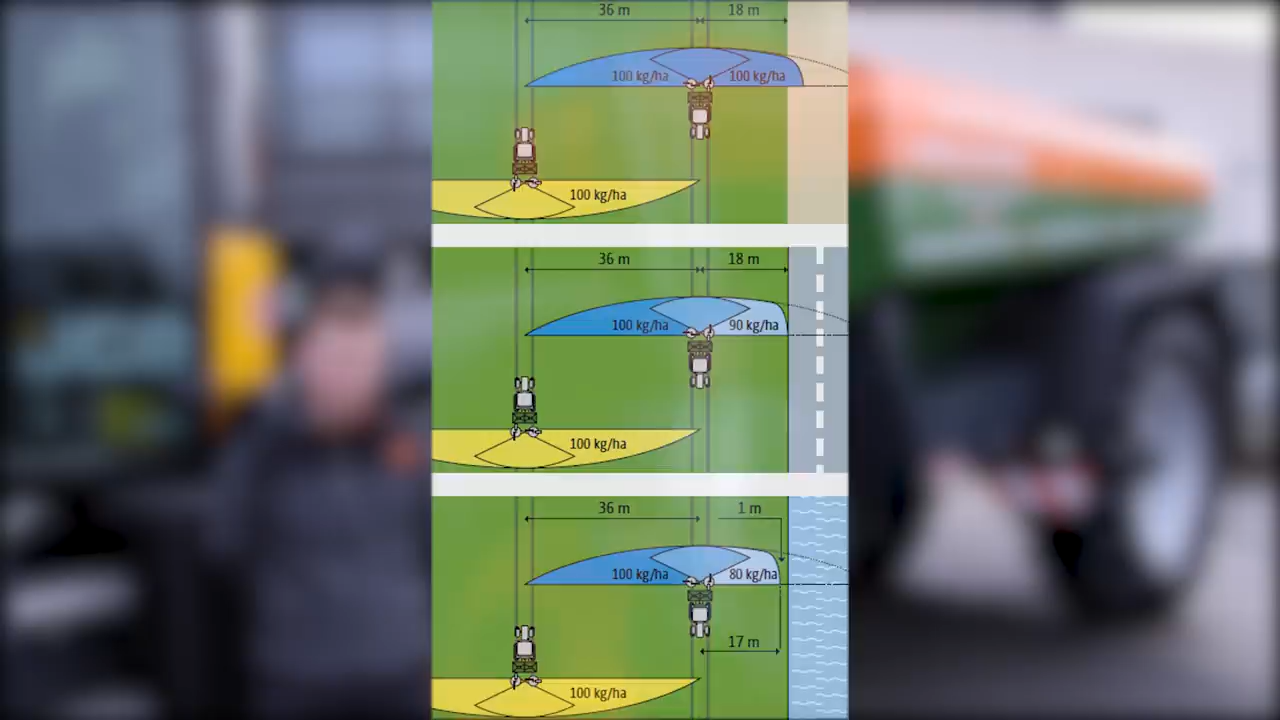 36 m 18 m
100 kg/ha 100 kg/ha
100 kg/ha
36 m 18 m
100 kg/ha 90 kg/ha
100 kg/ha
36 m 1 m
100 kg/ha 80 kg/ha
17 m
100 kg/ha